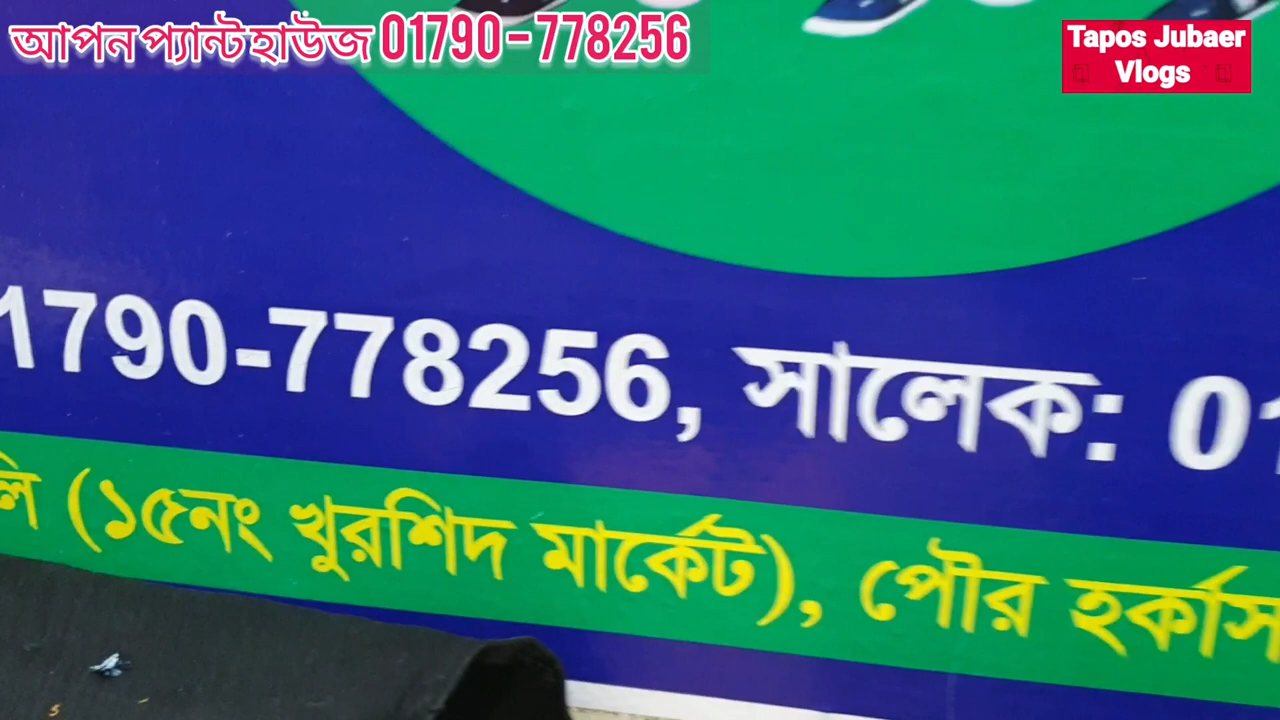 আপন প্যান্ট হাউজ 01790-778256
Tapos Jubaer
Vlogs
1790-778256, সালেক: 01
লি (১৫নং খুরশিদ মার্কেট), পৌর হর্কাস